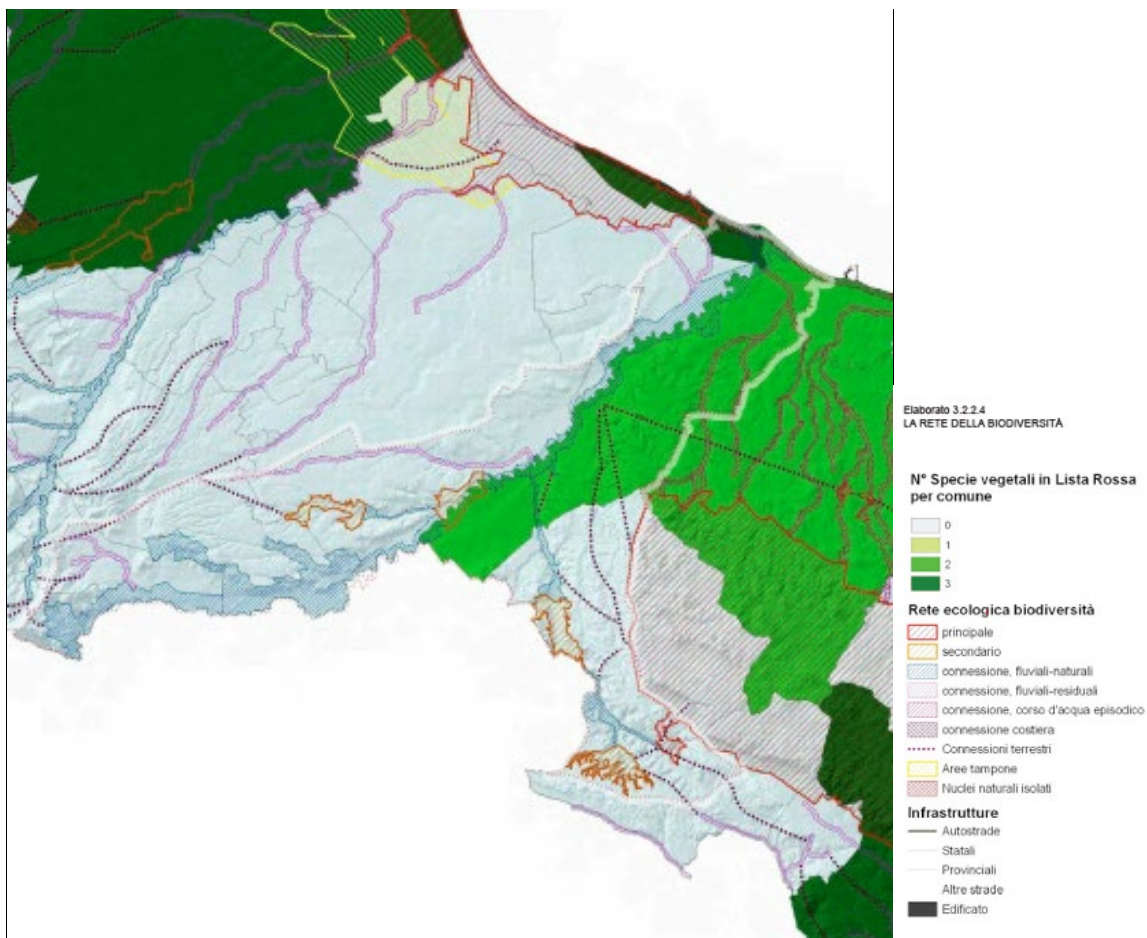 Elaborato 3.2.2.4
LA RETE DELLA BIODIVERSITÀ
N° Specie vegetali in Lista Rossa
per comune
0
1
2
3
Rete ecologica biodiversità
principale
secondario
connessione, fluviali-naturali
connessione, fluviali-residuali
connessione, corso d'acqua episodico
connessione costiera
Connessioni terrestri
Aree tampone
Nuclei naturali isolati
Infrastrutture
Autostrade
Statali
Provinciali
Altre strade
Edificato